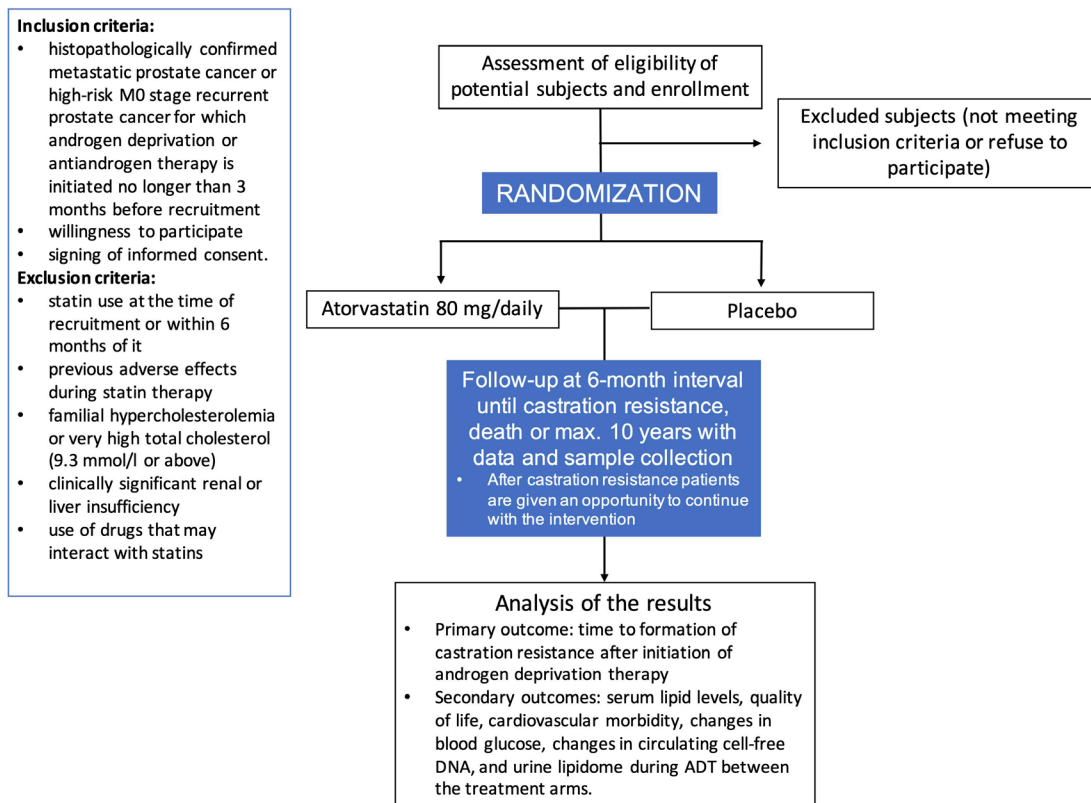 Inclusion criteria:
• histopathologically confirmed
metastatic prostate cancer or
high-risk M0 stage recurrent
prostate cancer for which
androgen deprivation or
antiandrogen therapy is
initiated no longer than 3
months before recruitment
• willingness to participate
• signing of informed consent.
Exclusion criteria:
• statin use at the time of
recruitment or within 6
months of it
• previous adverse effects
during statin therapy
• familial hypercholesterolemia
or very high total cholesterol
(9.3 mmol/l or above)
• clinically significant renal or
liver insufficiency
• use of drugs that may
interact with statins
Assessment of eligibility of
potential subjects and enrollment
Excluded subjects (not meeting
inclusion criteria or refuse to
participate)
RANDOMIZATION
Atorvastatin 80 mg/daily
Placebo
Follow-up at 6-month interval
until castration resistance,
death or max. 10 years with
data and sample collection
• After castration resistance patients
are given an opportunity to continue
with the intervention
Analysis of the results
• Primary outcome: time to formation of
castration resistance after initiation of
androgen deprivation therapy
• Secondary outcomes: serum lipid levels, quality
of life, cardiovascular morbidity, changes in
blood glucose, changes in circulating cell-free
DNA, and urine lipidome during ADT between
the treatment arms.